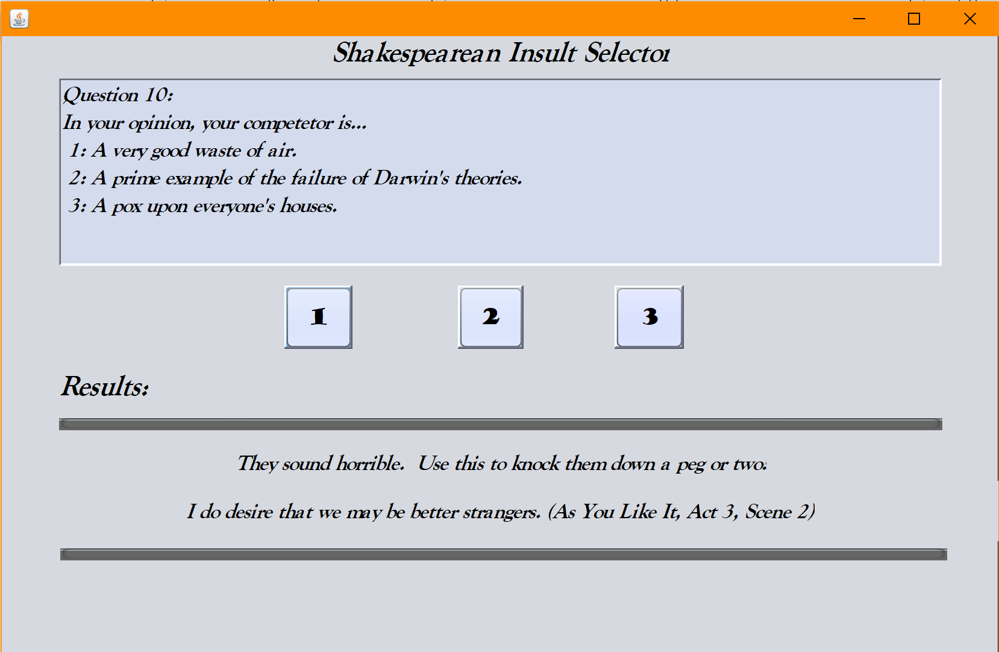 Shakespearean Insult Selector
Question 10:
In your opinion, your competetor is...
1: A very good waste of air.
2: A prime example of the failure of Darwin's theories.
3: A pox upon everyone's houses.
1 2 3
Results:
They sound horrible. Use this to knock them down a peg or two!
I do desire that we may be better strangers. (As You Like It, Act 3, Scene 2)